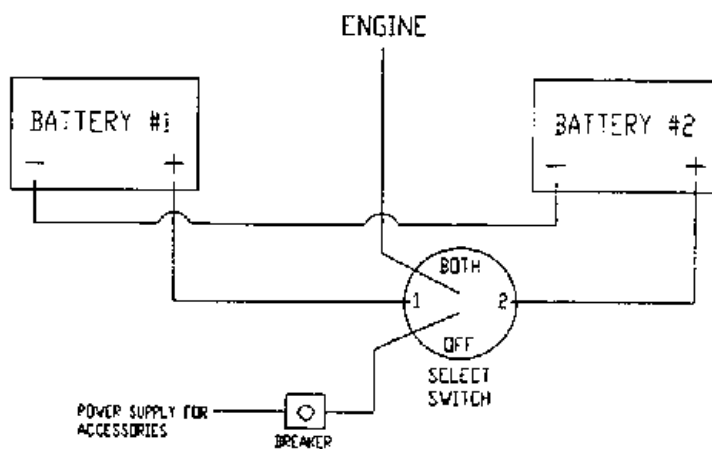 ENGINE
BATTERY #1
BATTERY #2
- +
- +
BOTH
1 2
OFF
SELECT
SWITCH
POWER SUPPLY FOR
ACCESSORIES
BREAKER